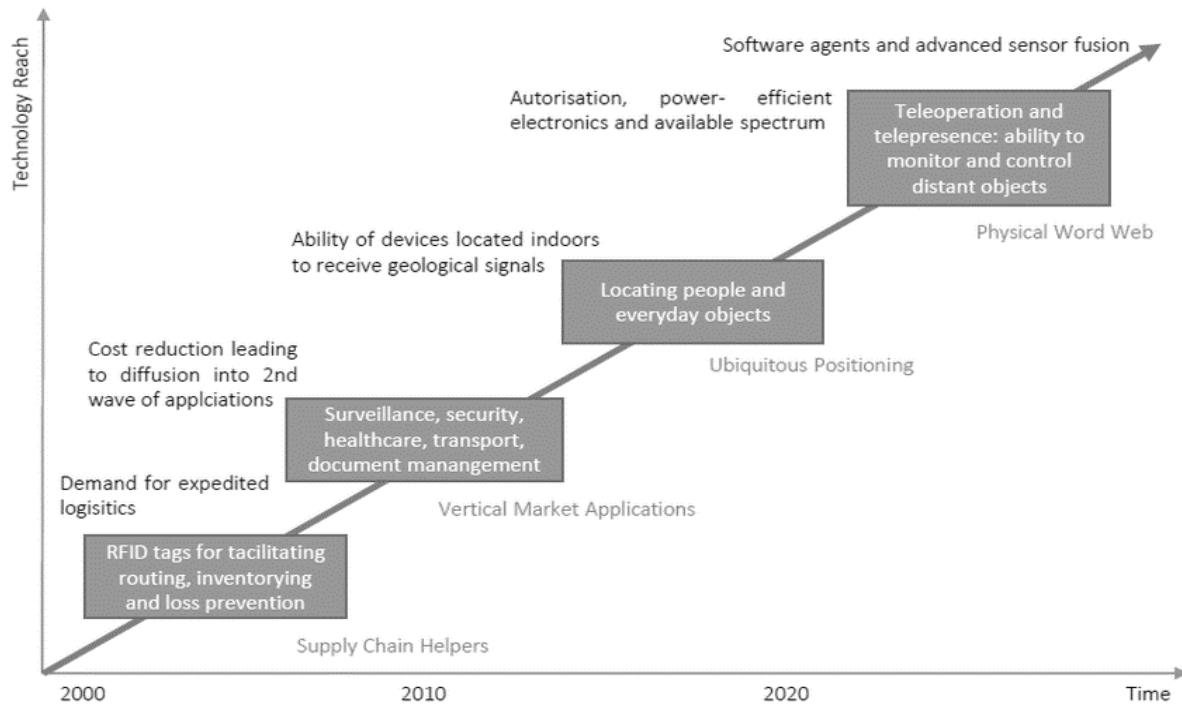 Technology Reach
Software agents and advanced sensor fusion
Autorisation, power- efficient
electronics and available spectrum
Teleoperation and
telepresence: ability to
monitor and control
distant objects
Physical Word Web
Ability of devices located indoors
to receive geological signals
Locating people and
everyday objects
Ubiquitous Positioning
Cost reduction leading
to diffusion into 2nd
wave of applciations
Surveillance, security,
healthcare, transport,
document manangement
Vertical Market Applications
Demand for expedited
logisitics
RFID tags for tacilitating
routing, inventorying
and loss prevention
Supply Chain Helpers
2000
2010
2020
Time